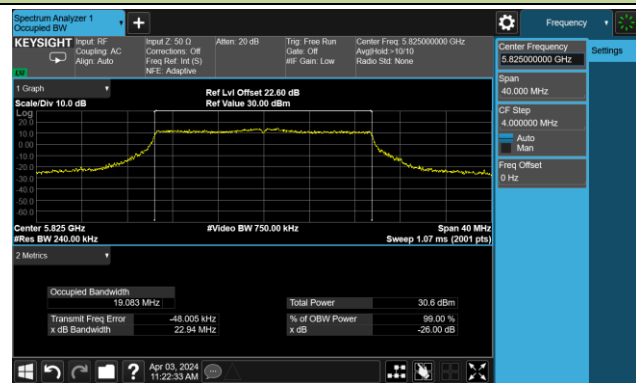 Spectrum Analyzer 1
Occupied BW
+
Frequency
KEYSIGHT
Input: RF
Coupling: AC
Align: Auto
Input Z: 50 Ω
Corrections: Off
Freq Ref: Int (S)
NFE: Adaptive
Atten: 20 dB
Trig: Free Run
Gate: Off
#IF Gain: Low
Center Freq: 5.825000000 GHz
Avg|Hold:>10/10
Radio Std: None
Center Frequency
5.825000000 GHz
Settings
Span
40.000 MHz
CF Step
4.000000 MHz
Auto
Man
Freq Offset
0 Hz
1 Graph
Scale/Div 10.0 dB
Ref Lvl Offset 22.60 dB
Ref Value 30.00 dBm
Log
20.0
10.0
0.00
-10.0
-20.0
-30.0
-40.0
-50.0
-60.0
Center 5.825 GHz
#Res BW 240.00 kHz
#Video BW 750.00 kHz
Span 40 MHz
Sweep 1.07 ms (2001 pts)
2 Metrics
Occupied Bandwidth
19.083 MHz
Total Power 30.6 dBm
Transmit Freq Error -48.005 kHz
% of OBW Power 99.00 %
x dB Bandwidth 22.94 MHz
x dB -26.00 dB
?
Apr 03, 2024
11:22:33 AM